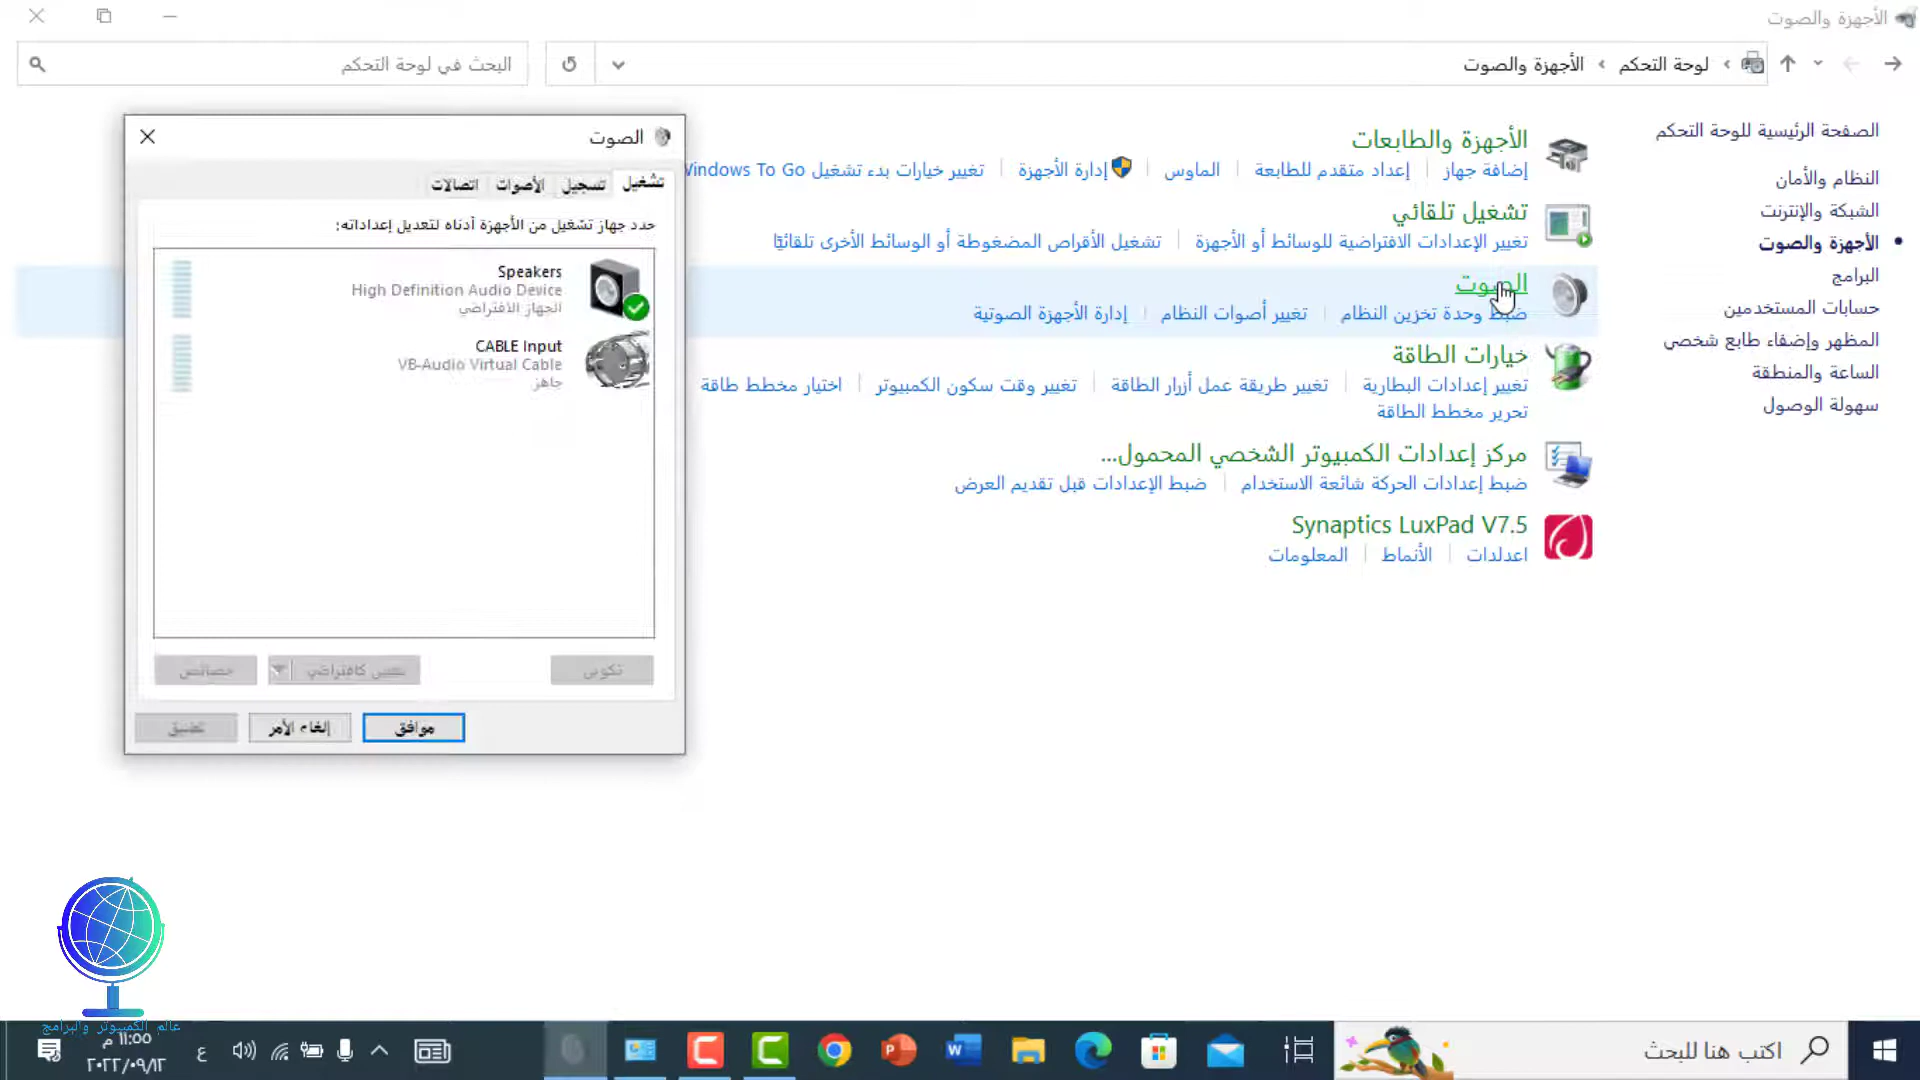 الأجهزة والصوت
لوحة التحكم › الأجهزة والصوت
البحث في لوحة التحكم
الصفحة الرئيسية للوحة التحكم
النظام والأمان
الشبكة والإنترنت
الأجهزة والصوت
البرامج
حسابات المستخدمين
المظهر وإضفاء طابع شخصي
الساعة والمنطقة
سهولة الوصول
الأجهزة والطابعات
إضافة جهاز | إعداد متقدم للطابعة | الماوس | إدارة الأجهزة | تغيير خيارات بدء تشغيل Windows To Go
تشغيل تلقائي
تغيير الإعدادات الافتراضية للوسائط أو الأجهزة | تشغيل الأقراص المضغوطة أو الوسائط الأخرى تلقائيًا
الصوت
ضبط وحدة تخزين النظام | تغيير أصوات النظام | إدارة الأجهزة الصوتية
خيارات الطاقة
تغيير إعدادات البطارية | تغيير طريقة عمل أزرار الطاقة | تغيير وقت سكون الكمبيوتر | اختيار مخطط طاقة
تحرير مخطط الطاقة
مركز إعدادات الكمبيوتر الشخصي المحمول...
ضبط إعدادات الحركة شائعة الاستخدام | ضبط الإعدادات قبل تقديم العرض
Synaptics LuxPad V7.5
اعدلدات | الأنماط | المعلومات
الصوت
تشغيل تسجيل الأصوات اتصالات
حدد جهاز تشغيل من الأجهزة أدناه لتعديل إعداداته:
Speakers
High Definition Audio Device
الجهاز الافتراضي
CABLE Input
VB-Audio Virtual Cable
جاهز
تكوين تعيين كافتراضي خصائص
موافق إلغاء الأمر تطبيق
عالم الكمبيوتر والبرامج
اكتب هنا للبحث
ع
١١:٥٥ م
٢٠٢٢/٠٩/١٢